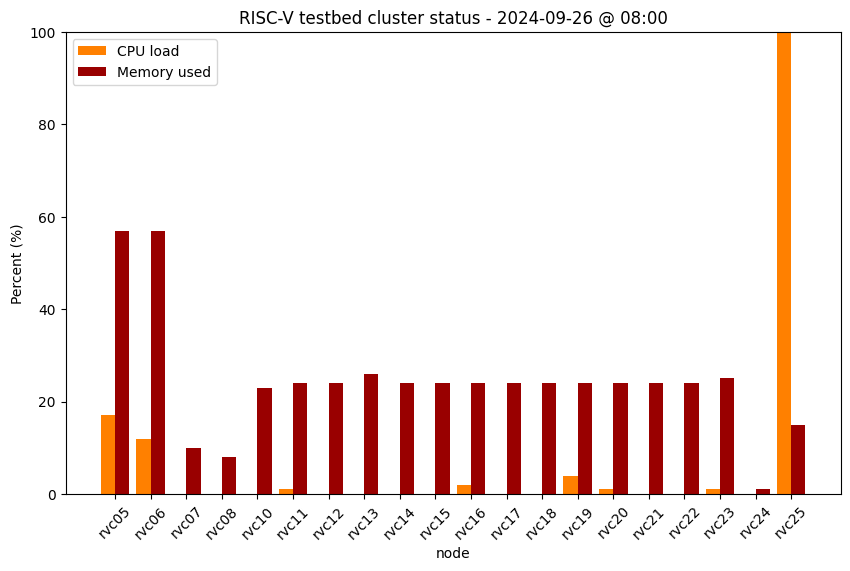 RISC-V testbed cluster status - 2024-09-26 @ 08:00
CPU load
Memory used
Percent (%)
100
80
60
40
20
0
rvc05
rvc06
rvc07
rvc08
rvc10
rvc11
rvc12
rvc13
rvc14
rvc15
rvc16
rvc17
rvc18
rvc19
rvc20
rvc21
rvc22
rvc23
rvc24
rvc25
node